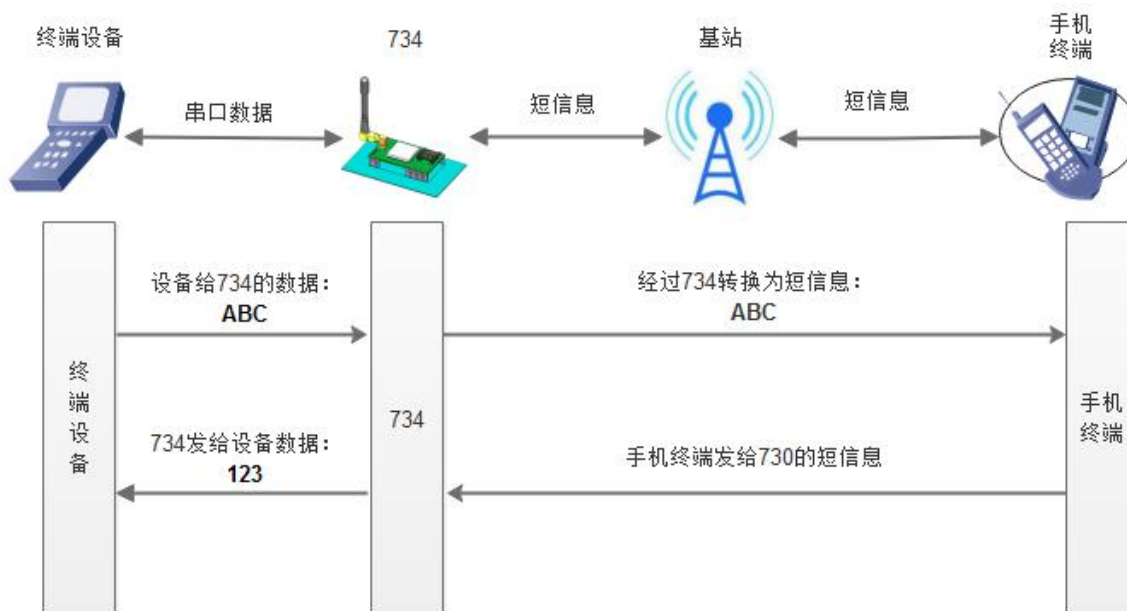 终端设备
734
基站
手机
终端
串口数据
短信息
短信息
设备给734的数据:
ABC
经过734转换为短信息:
ABC
终
端
设
备
734
手机
终端
734发给设备数据:
123
手机终端发给730的短信息